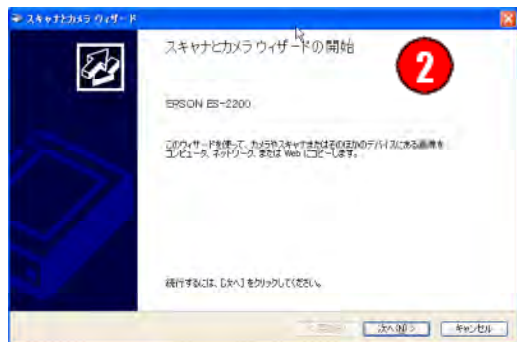 スキャナとカメラ ウィザード
スキャナとカメラ ウィザードの開始
2
EPSON ES-2200
このウィザードを使って、カメラやスキャナまたはそのほかのデバイスにある画像を
コンピュータ、ネットワーク、または Web にコピーします。
続行するには、[次へ] をクリックしてください。
次へ(N) >
キャンセル